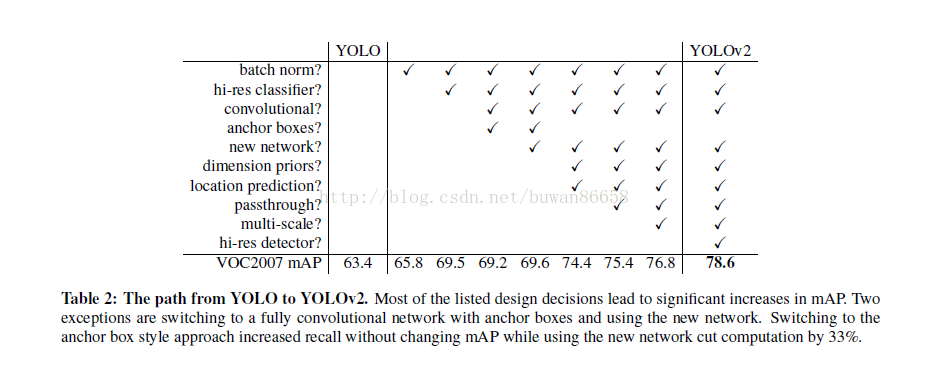 YOLO YOLOv2
batch norm? ✓ ✓ ✓ ✓ ✓ ✓ ✓ ✓
hi-res classifier? ✓ ✓ ✓ ✓ ✓ ✓ ✓
convolutional? ✓ ✓ ✓ ✓ ✓ ✓
anchor boxes? ✓ ✓
new network? ✓ ✓ ✓ ✓ ✓
dimension priors? ✓ ✓ ✓ ✓
location prediction? ✓ ✓ ✓ ✓
http://blog.csdn.net/buwan86658
passthrough? ✓ ✓ ✓
multi-scale? ✓ ✓
hi-res detector? ✓
VOC2007 mAP 63.4 65.8 69.5 69.2 69.6 74.4 75.4 76.8 78.6
Table 2: The path from YOLO to YOLOv2. Most of the listed design decisions lead to significant increases in mAP. Two
exceptions are switching to a fully convolutional network with anchor boxes and using the new network. Switching to the
anchor box style approach increased recall without changing mAP while using the new network cut computation by 33%.